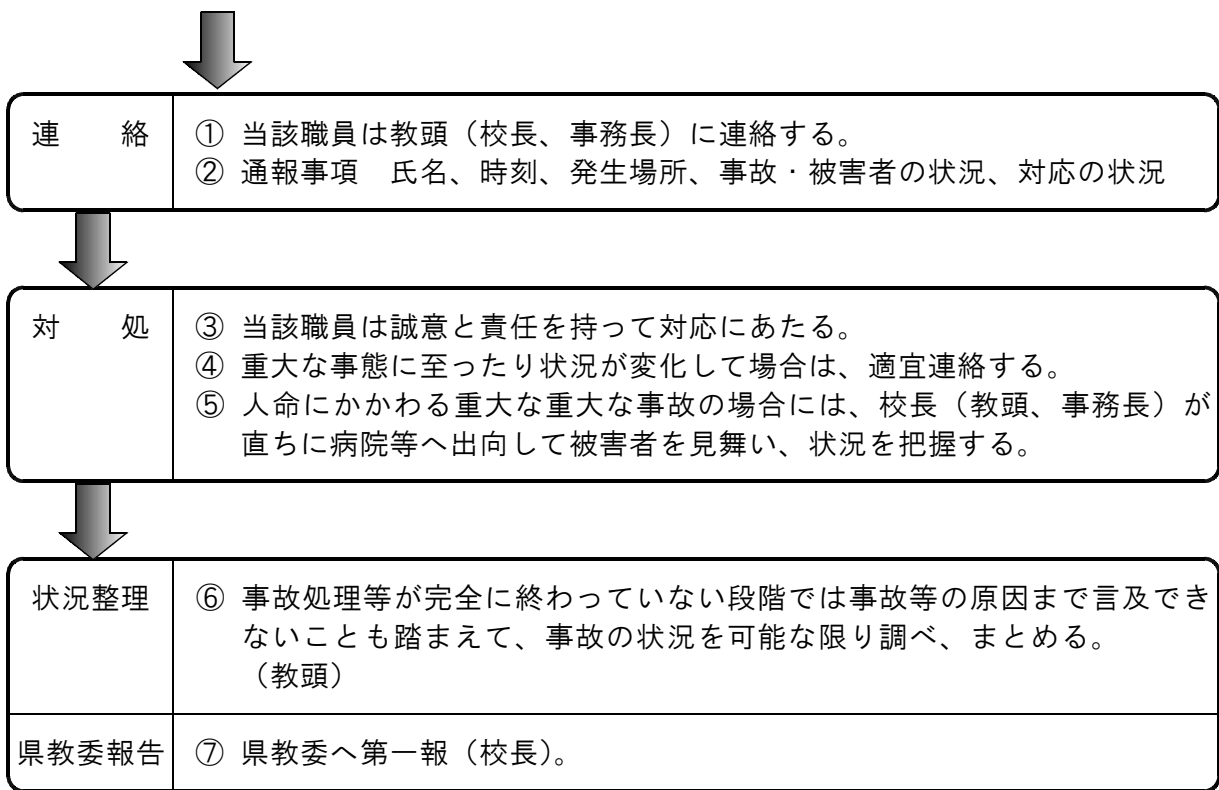 連　　絡
① 当該職員は教頭（校長、事務長）に連絡する。
② 通報事項　氏名、時刻、発生場所、事故・被害者の状況、対応の状況
対　　処
③ 当該職員は誠意と責任を持って対応にあたる。
④ 重大な事態に至ったり状況が変化して場合は、適宜連絡する。
⑤ 人命にかかわる重大な重大な事故の場合には、校長（教頭、事務長）が
直ちに病院等へ出向して被害者を見舞い、状況を把握する。
状況整理
⑥ 事故処理等が完全に終わっていない段階では事故等の原因まで言及でき
ないことも踏まえて、事故の状況を可能な限り調べ、まとめる。
（教頭）
県教委報告
⑦ 県教委へ第一報（校長）。